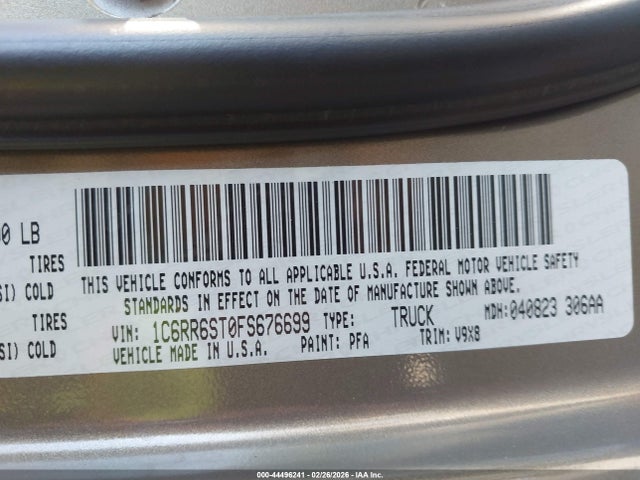 0 LB
TIRES
SI) COLD
TIRES
SI) COLD
THIS VEHICLE CONFORMS TO ALL APPLICABLE U.S.A. FEDERAL MOTOR VEHICLE SAFETY
STANDARDS IN EFFECT ON THE DATE OF MANUFACTURE SHOWN ABOVE.
VIN: 1C6RR6ST0FS676699 TYPE: TRUCK MDH: 040823 306AA
VEHICLE MADE IN U.S.A. PAINT: PFA TRIM: V9X8
000-44496241 - 02/26/2026 - IAA Inc.